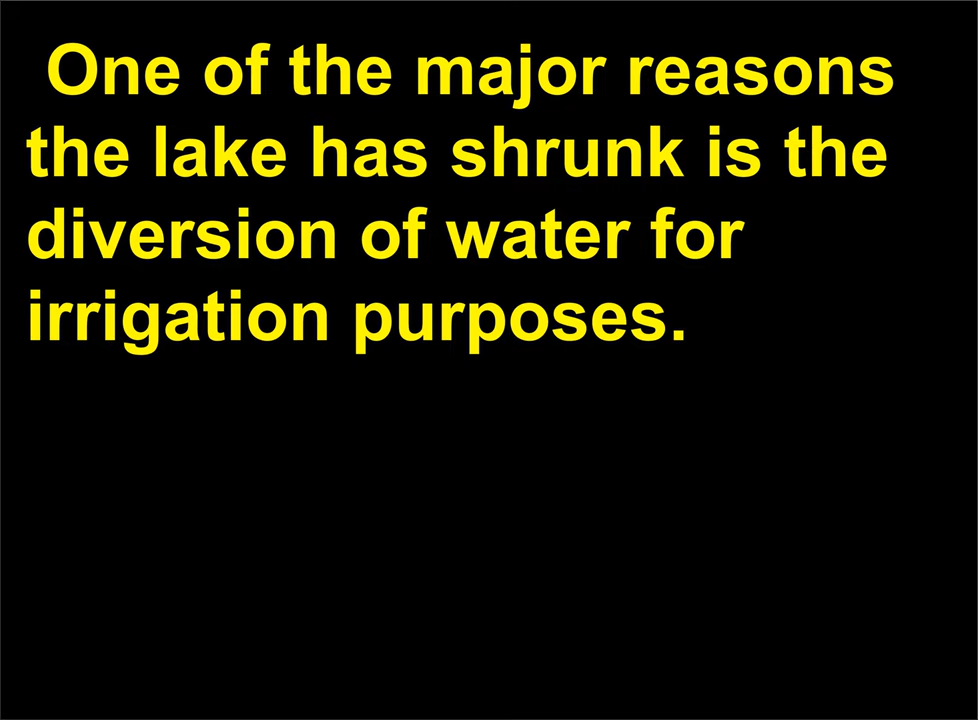 One of the major reasons
the lake has shrunk is the
diversion of water for
irrigation purposes.